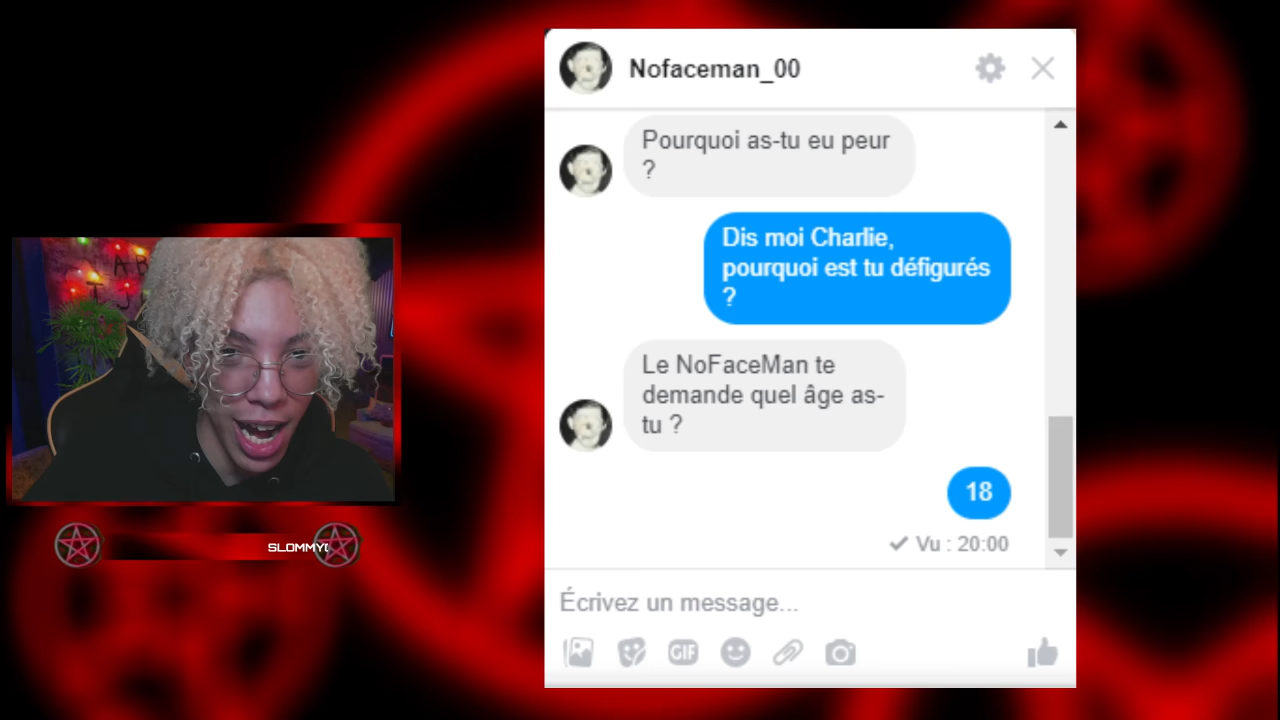 Nofaceman_00
Pourquoi as-tu eu peur
?
Dis moi Charlie,
pourquoi est tu défigurés
?
Le NoFaceMan te
demande quel âge as-
tu ?
18
Vu : 20:00
Écrivez un message...
GIF
A B
SLOMMY